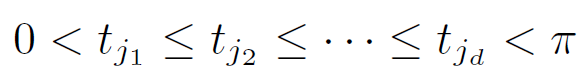 0 < t_{j_1} ≤ t_{j_2} ≤ ⋯ ≤ t_{j_d} < π